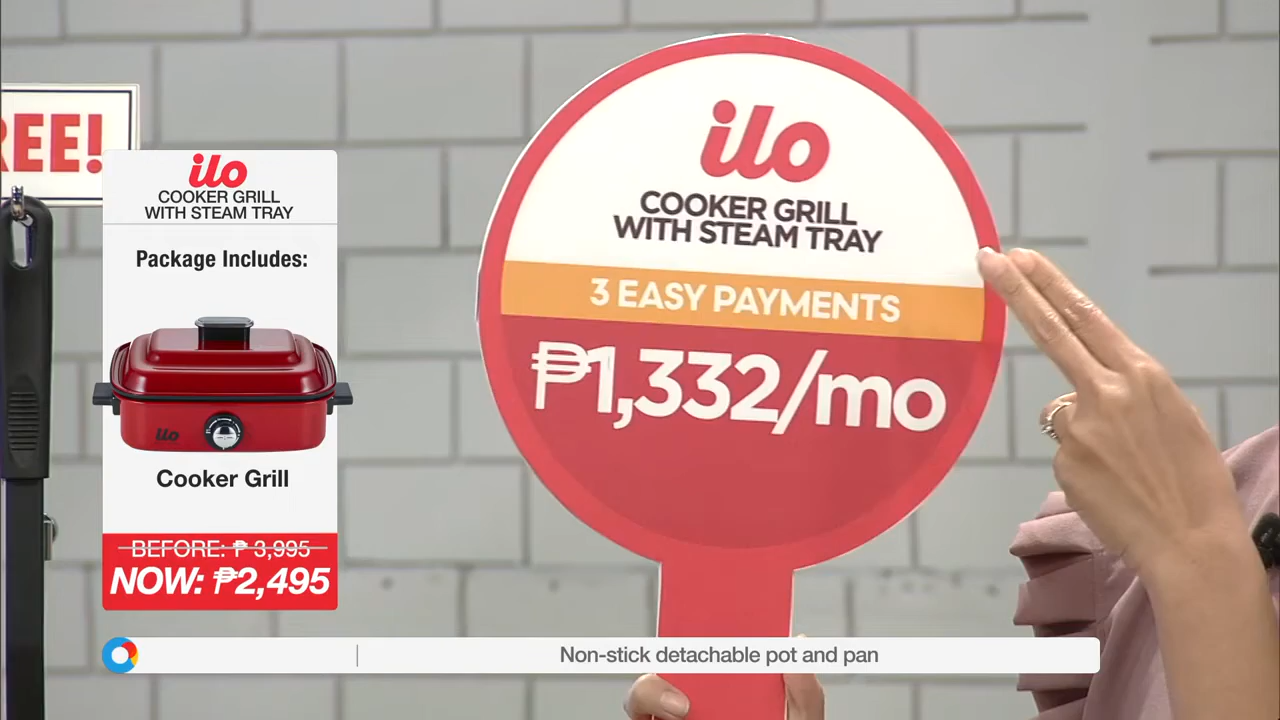 REE!
ilo
COOKER GRILL
WITH STEAM TRAY
Package Includes:
ilo
Cooker Grill
BEFORE: ₱ 3,995
NOW: ₱2,495
ilo
COOKER GRILL
WITH STEAM TRAY
3 EASY PAYMENTS
₱1,332/mo
Non-stick detachable pot and pan